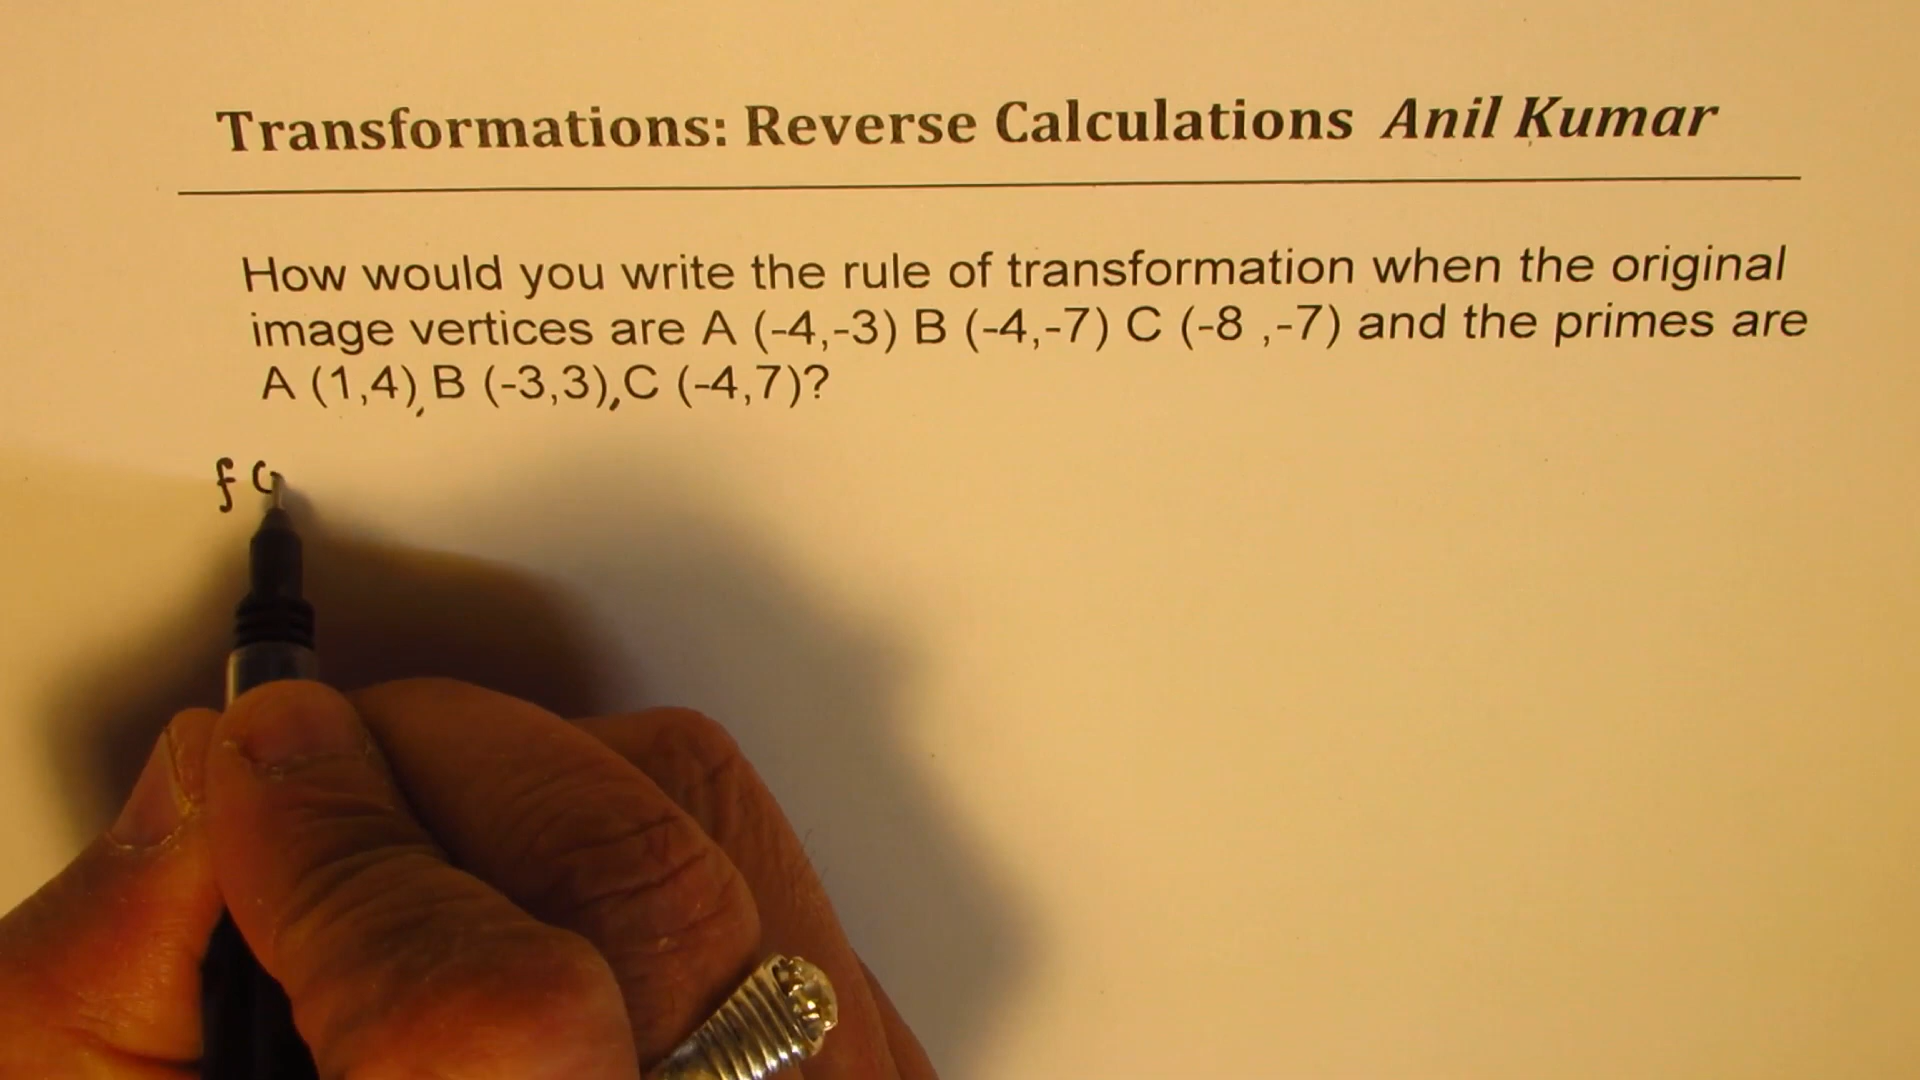 Transformations: Reverse Calculations Anil Kumar
How would you write the rule of transformation when the original
image vertices are A (-4,-3) B (-4,-7) C (-8 ,-7) and the primes are
A (1,4), B (-3,3),C (-4,7)?
f